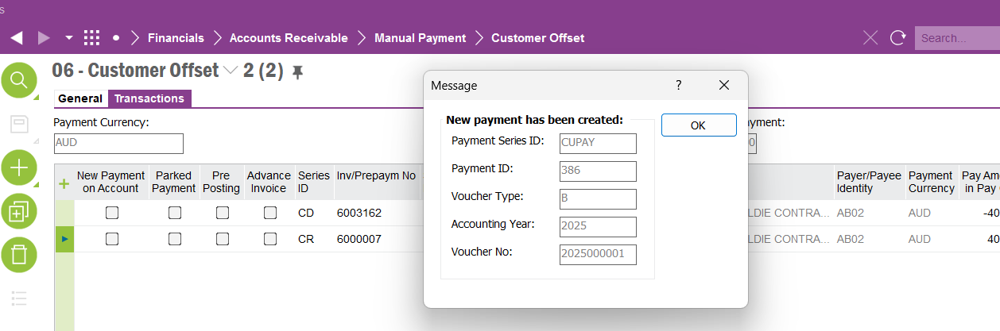 s
Financials
Accounts Receivable
Manual Payment
Customer Offset
Search...
06 - Customer Offset 2 (2)
General Transactions
Payment Currency:
AUD
yment:
New Payment on Account
Parked Payment
Pre Posting
Advance Invoice
Series ID
Inv/Prepaym No
Payer/Payee Identity
Payment Currency
Pay Am
in Pay
CD 6003162 LDIE CONTRA... AB02 AUD -40
CR 6000007 LDIE CONTRA... AB02 AUD 40
Message
?
New payment has been created:
OK
Payment Series ID: CUPAY
Payment ID: 386
Voucher Type: B
Accounting Year: 2025
Voucher No: 2025000001